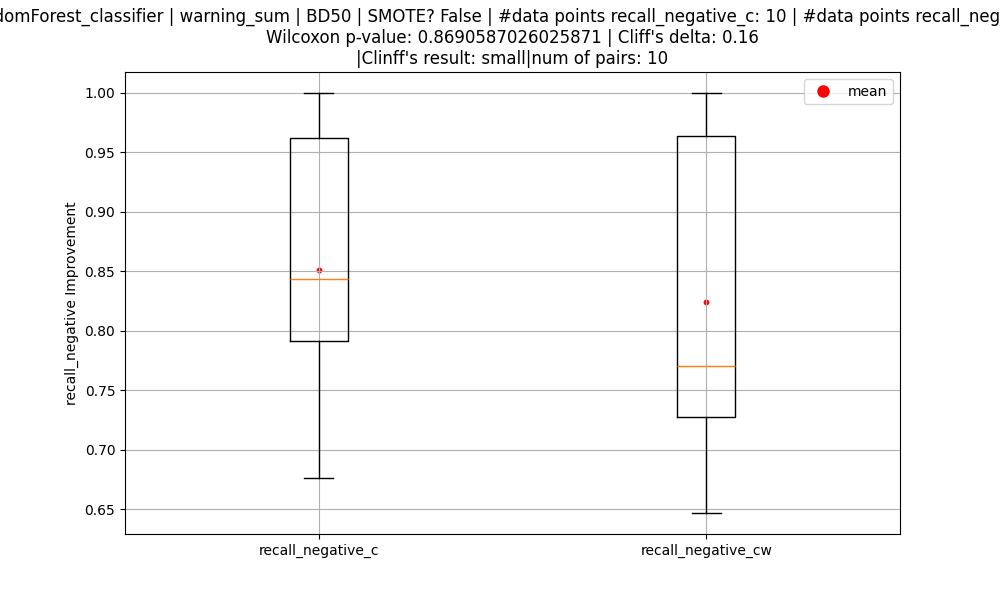 domForest_classifier | warning_sum | BD50 | SMOTE? False | #data points recall_negative_c: 10 | #data points recall_neg
Wilcoxon p-value: 0.8690587026025871 | Cliff's delta: 0.16
|Clinff's result: small|num of pairs: 10
mean
1.00
0.95
0.90
0.85
0.80
0.75
0.70
0.65
recall_negative Improvement
recall_negative_c
recall_negative_cw